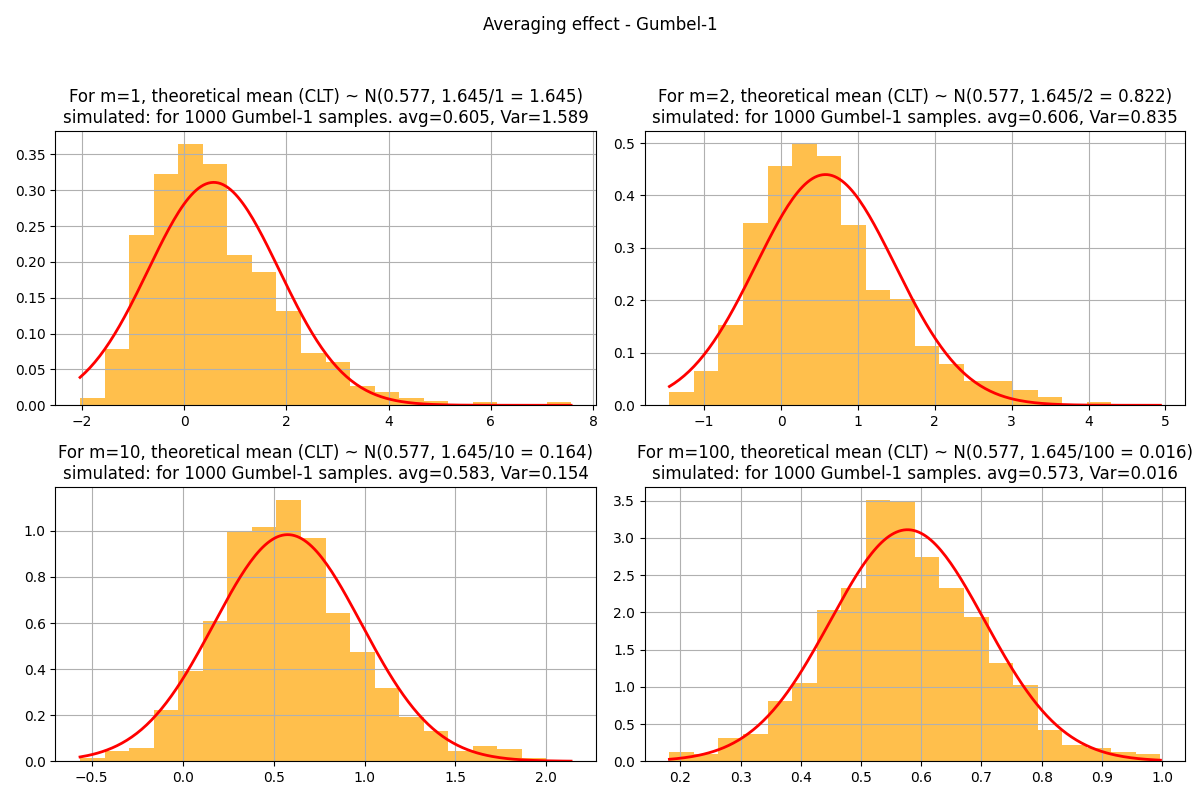 Averaging effect - Gumbel-1
For m=1, theoretical mean (CLT) ~ N(0.577, 1.645/1 = 1.645)
simulated: for 1000 Gumbel-1 samples. avg=0.605, Var=1.589
0.35
0.30
0.25
0.20
0.15
0.10
0.05
0.00
−2 0 2 4 6 8
For m=2, theoretical mean (CLT) ~ N(0.577, 1.645/2 = 0.822)
simulated: for 1000 Gumbel-1 samples. avg=0.606, Var=0.835
0.5
0.4
0.3
0.2
0.1
0.0
−1 0 1 2 3 4 5
For m=10, theoretical mean (CLT) ~ N(0.577, 1.645/10 = 0.164)
simulated: for 1000 Gumbel-1 samples. avg=0.583, Var=0.154
1.0
0.8
0.6
0.4
0.2
0.0
−0.5 0.0 0.5 1.0 1.5 2.0
For m=100, theoretical mean (CLT) ~ N(0.577, 1.645/100 = 0.016)
simulated: for 1000 Gumbel-1 samples. avg=0.573, Var=0.016
3.5
3.0
2.5
2.0
1.5
1.0
0.5
0.0
0.2 0.3 0.4 0.5 0.6 0.7 0.8 0.9 1.0